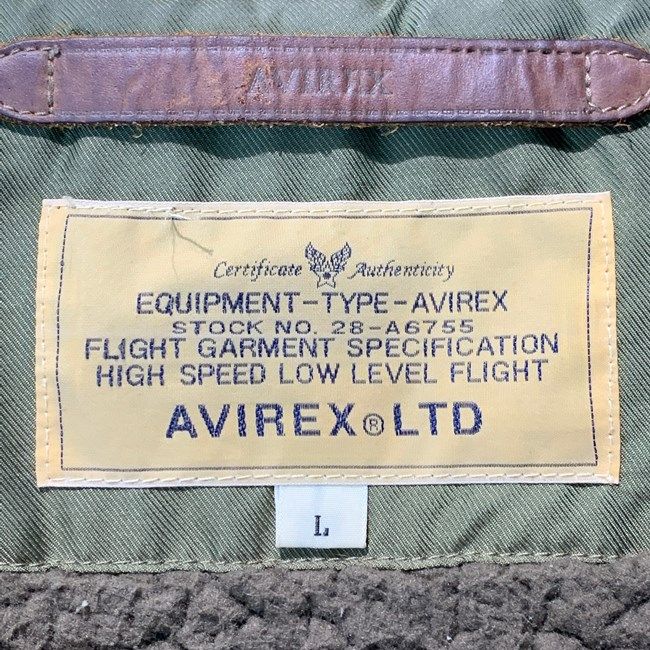 AVIREX
Certificate Authenticity
EQUIPMENT-TYPE-AVIREX
STOCK NO. 28-A6755
FLIGHT GARMENT SPECIFICATION
HIGH SPEED LOW LEVEL FLIGHT
AVIREX® LTD
L